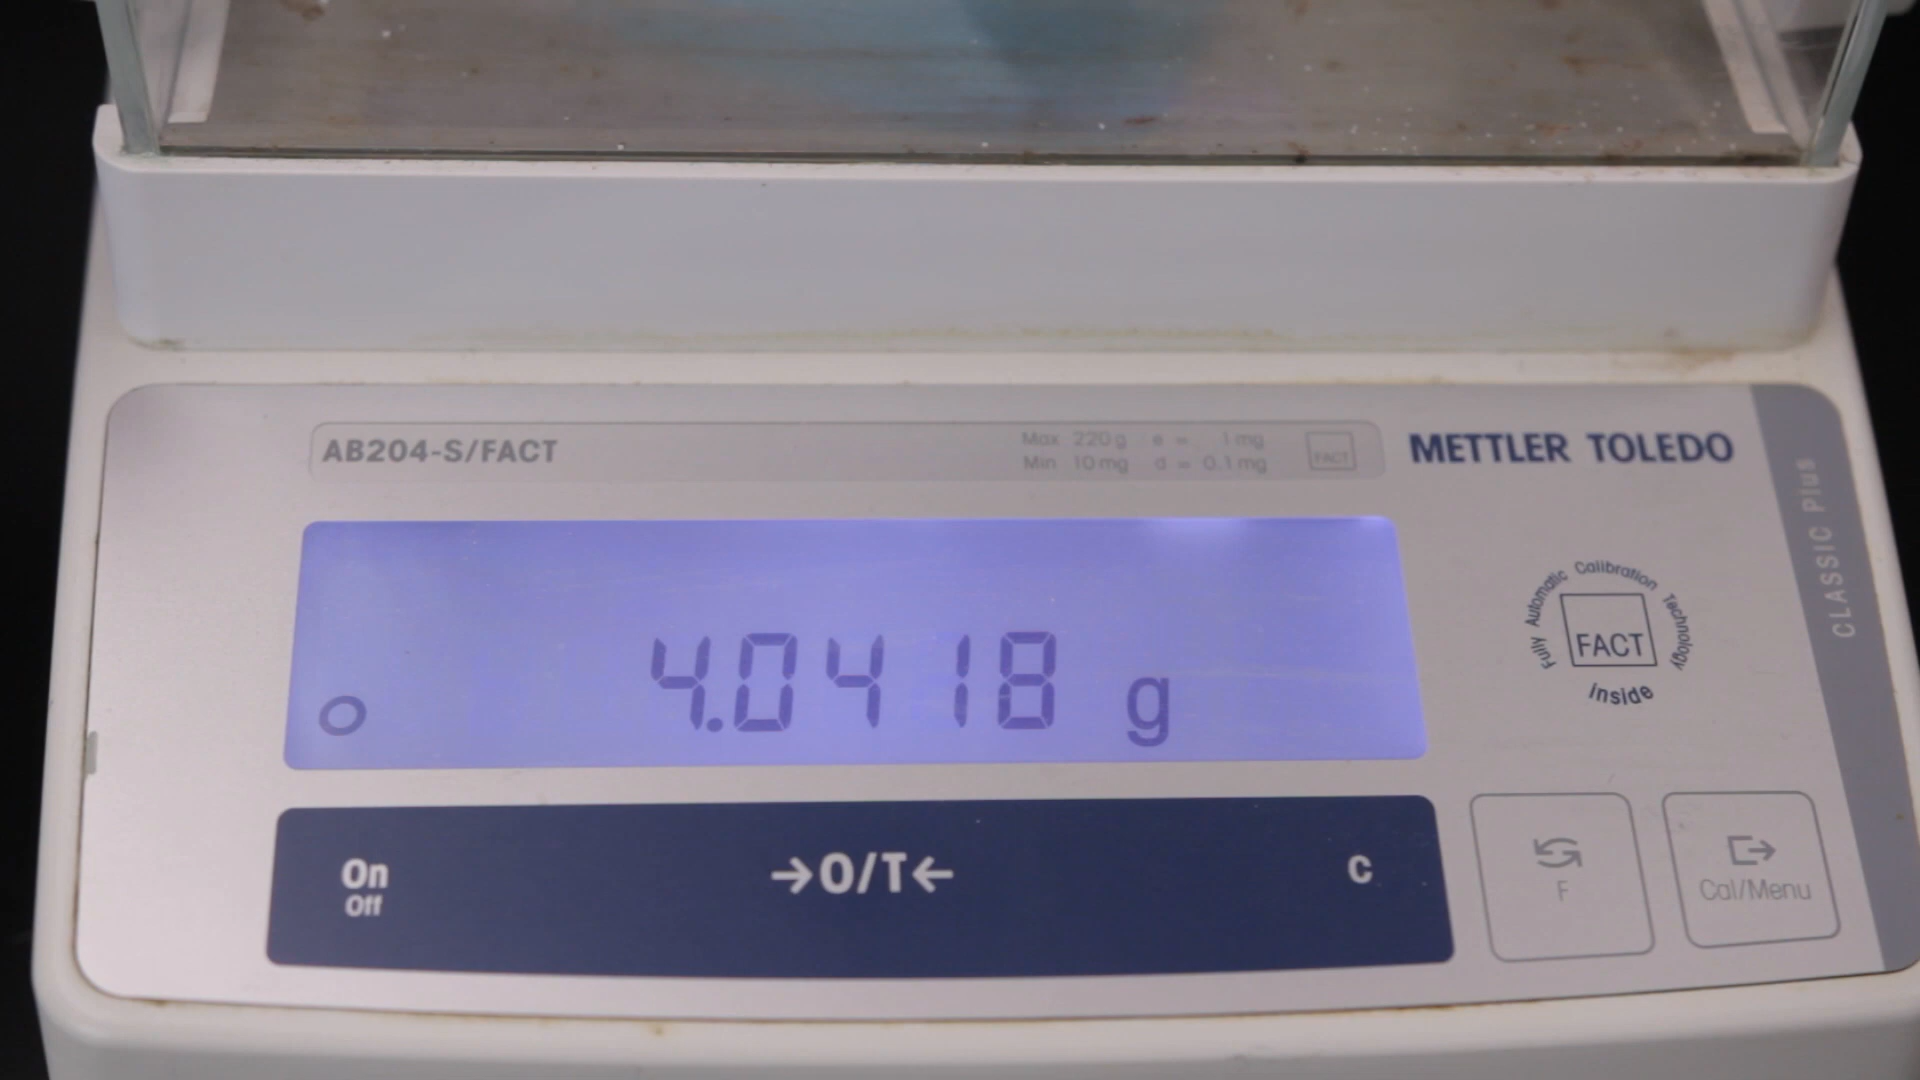 AB204-S/FACT
Max 220 g e = 1 mg
Min 10 mg d = 0.1 mg
FACT
METTLER TOLEDO
CLASSIC Plus
4.0418 g
Fully Automatic Calibration Technology
FACT
inside
On
Off
→O/T←
C
F
Cal/Menu